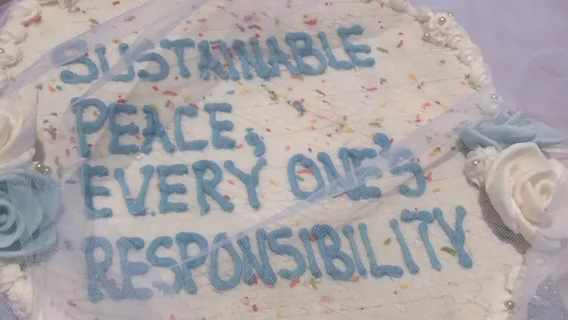 SUSTAINABLE
PEACE,
EVERY ONE'S
RESPONSIBILITY